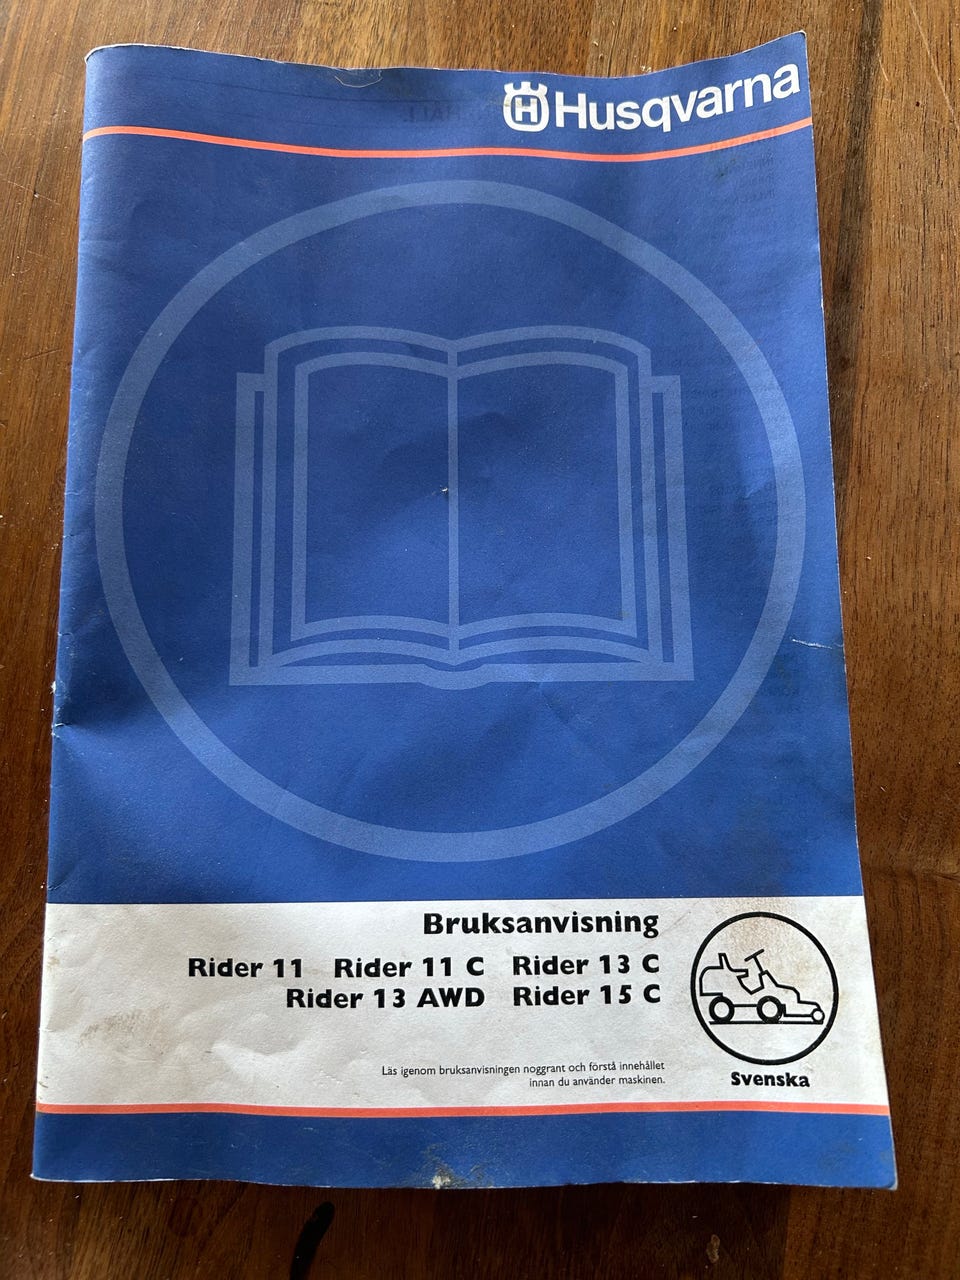 Husqvarna
Bruksanvisning
Rider 11 Rider 11 C Rider 13 C
Rider 13 AWD Rider 15 C
Läs igenom bruksanvisningen noggrant och förstå innehållet
innan du använder maskinen.
Svenska